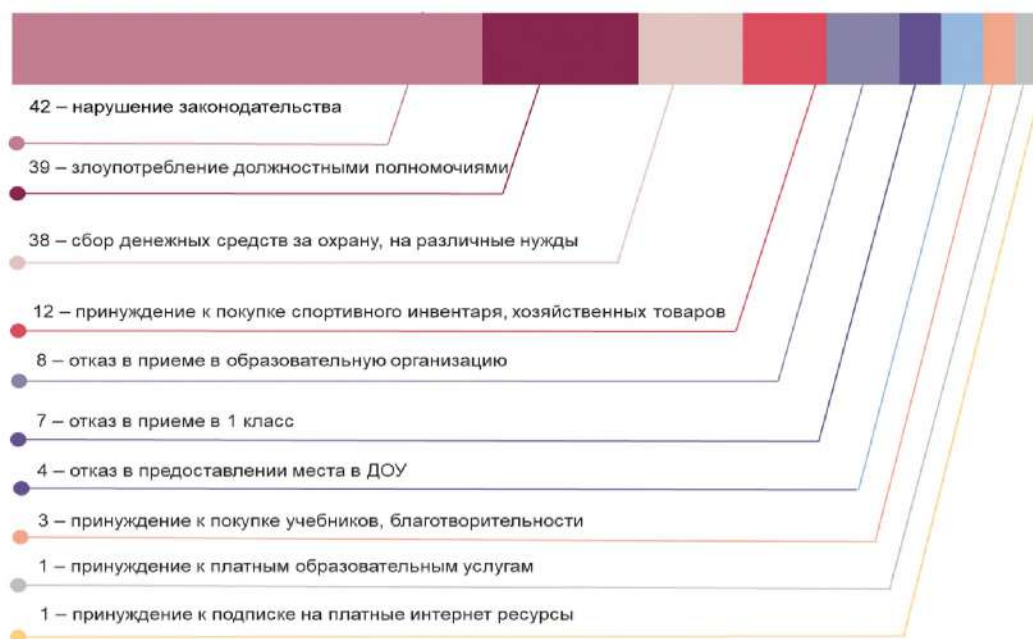 42 – нарушение законодательства
39 – злоупотребление должностными полномочиями
38 – сбор денежных средств за охрану, на различные нужды
12 – принуждение к покупке спортивного инвентаря, хозяйственных товаров
8 – отказ в приеме в образовательную организацию
7 – отказ в приеме в 1 класс
4 – отказ в предоставлении места в ДОУ
3 – принуждение к покупке учебников, благотворительности
1 – принуждение к платным образовательным услугам
1 – принуждение к подписке на платные интернет ресурсы